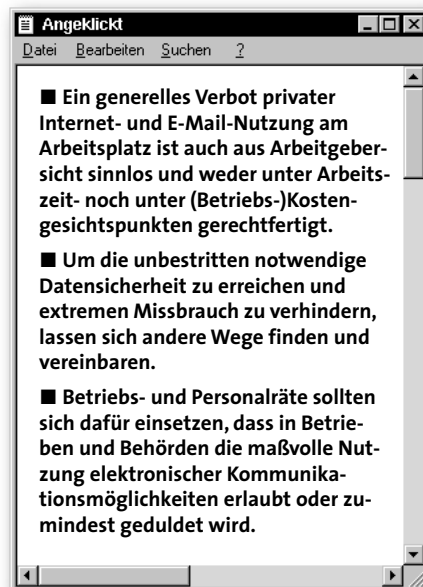 Angeklickt
Datei Bearbeiten Suchen ?
■ Ein generelles Verbot privater
Internet- und E-Mail-Nutzung am
Arbeitsplatz ist auch aus Arbeitgeber-
sicht sinnlos und weder unter Arbeits-
zeit- noch unter (Betriebs-)Kosten-
gesichtspunkten gerechtfertigt.
■ Um die unbestritten notwendige
Datensicherheit zu erreichen und
extremen Missbrauch zu verhindern,
lassen sich andere Wege finden und
vereinbaren.
■ Betriebs- und Personalräte sollten
sich dafür einsetzen, dass in Betrie-
ben und Behörden die maßvolle Nut-
zung elektronischer Kommunika-
tionsmöglichkeiten erlaubt oder zu-
mindest geduldet wird.